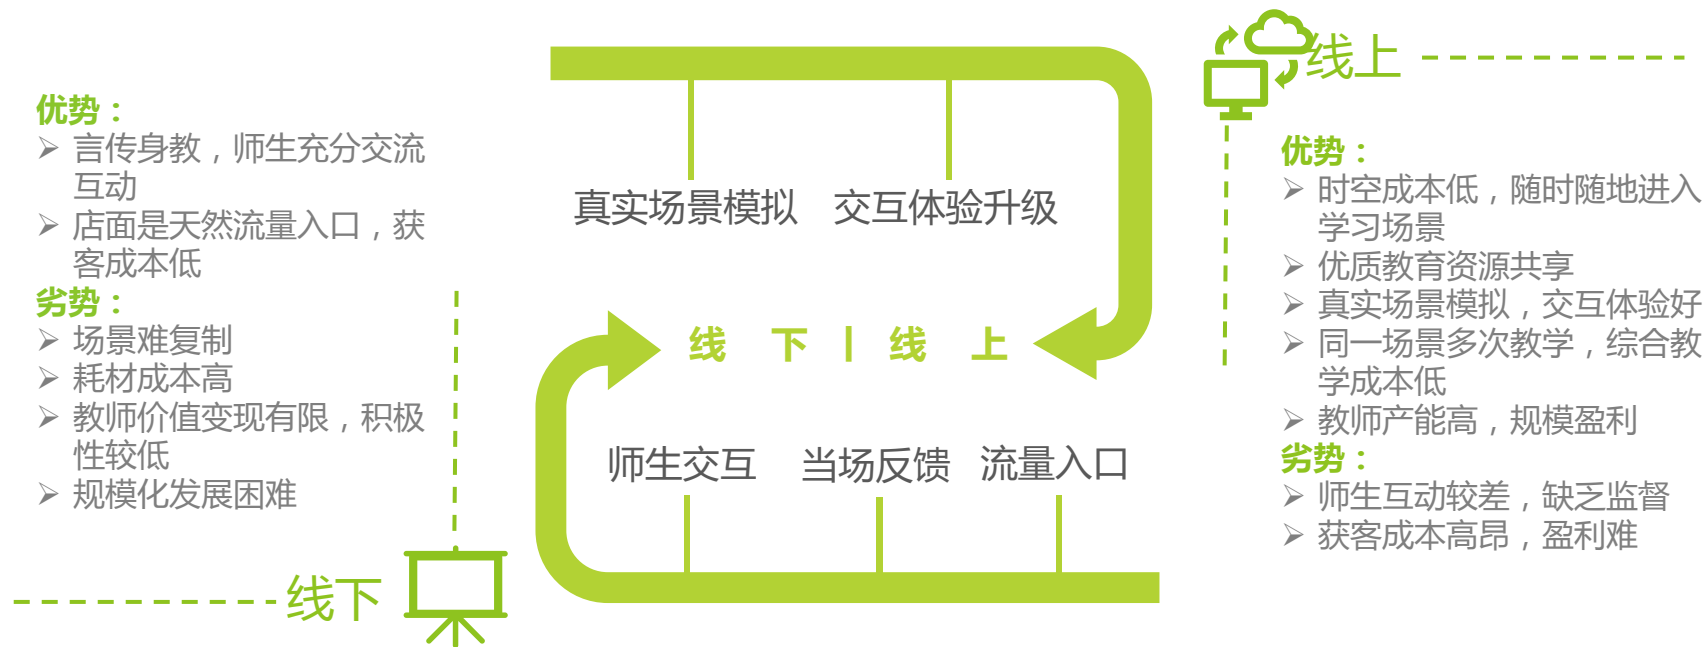 优势：
言传身教，师生充分交流
互动
店面是天然流量入口，获
客成本低
劣势：
场景难复制
耗材成本高
教师价值变现有限，积极
性较低
规模化发展困难
线下
真实场景模拟 交互体验升级
线 下 | 线 上
师生交互 当场反馈 流量入口
线上
优势：
时空成本低，随时随地进入
学习场景
优质教育资源共享
真实场景模拟，交互体验好
同一场景多次教学，综合教
学成本低
教师产能高，规模盈利
劣势：
师生互动较差，缺乏监督
获客成本高昂，盈利难